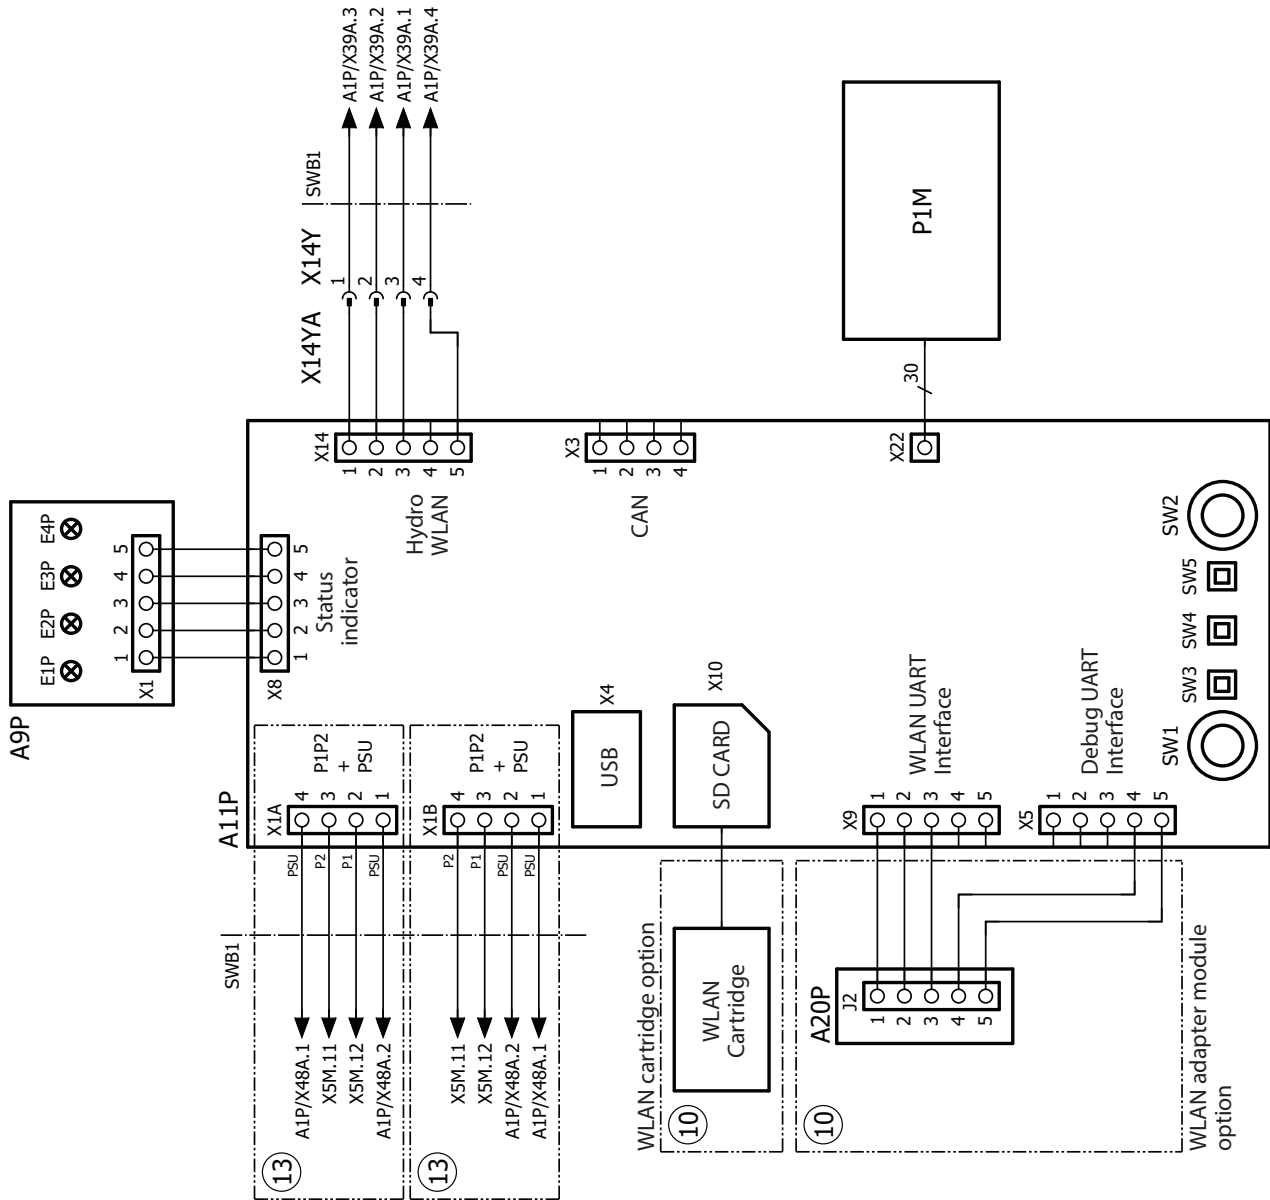 A9P
E1P
E2P
E3P
E4P
X1
1
2
3
4
5
X8
1
2
3
4
5
Status
indicator
A11P
SWB1
13
A1P/X48A.1
X5M.11
X5M.12
A1P/X48A.2
PSU
P2
P1
PSU
X1A
4
3
2
1
P1P2
+
PSU
13
X5M.11
X5M.12
A1P/X48A.2
A1P/X48A.1
P2
P1
PSU
PSU
X1B
4
3
2
1
P1P2
+
PSU
X14
1
2
3
4
5
Hydro
WLAN
X14YA
X14Y
1
2
3
4
SWB1
A1P/X39A.3
A1P/X39A.2
A1P/X39A.1
A1P/X39A.4
X3
1
2
3
4
CAN
USB
X4
SD CARD
X10
WLAN cartridge option
10
WLAN
Cartridge
X22
30
P1M
10
A20P
J2
1
2
3
4
5
WLAN adapter module
option
X9
1
2
3
4
5
WLAN UART
Interface
X5
1
2
3
4
5
Debug UART
Interface
SW1
SW3
SW4
SW5
SW2